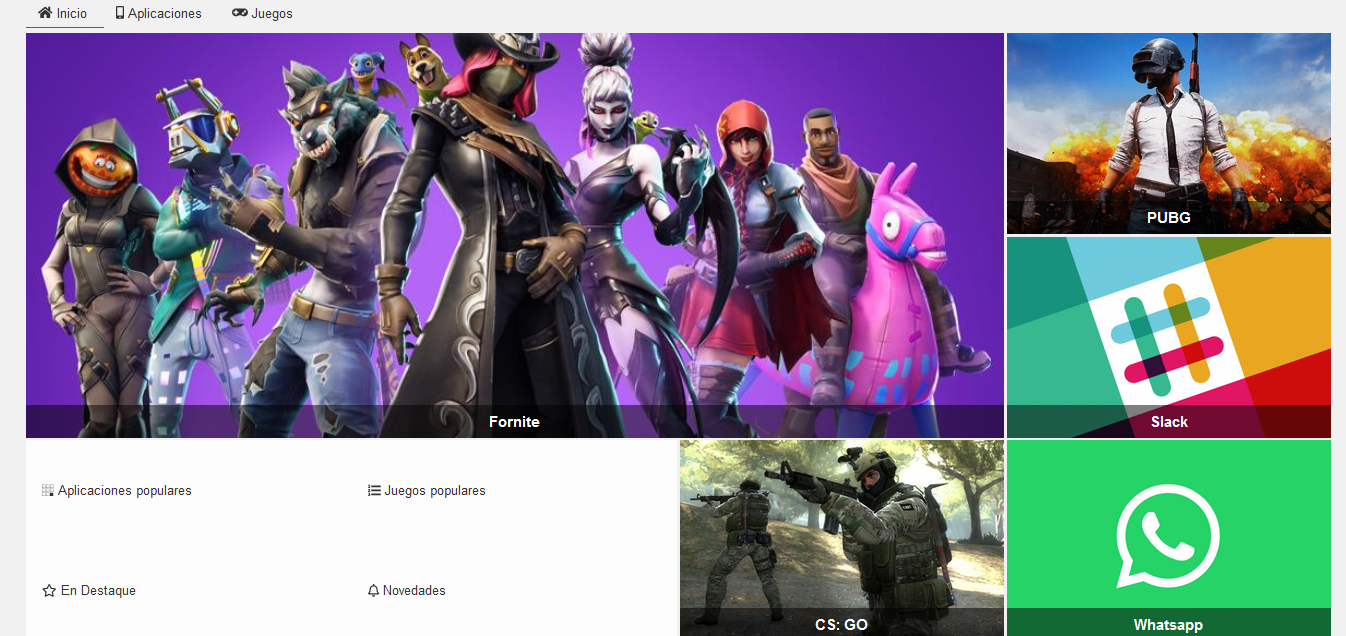 Inicio Aplicaciones Juegos
Fornite
PUBG
Slack
Aplicaciones populares Juegos populares
En Destaque Novedades
CS: GO
Whatsapp